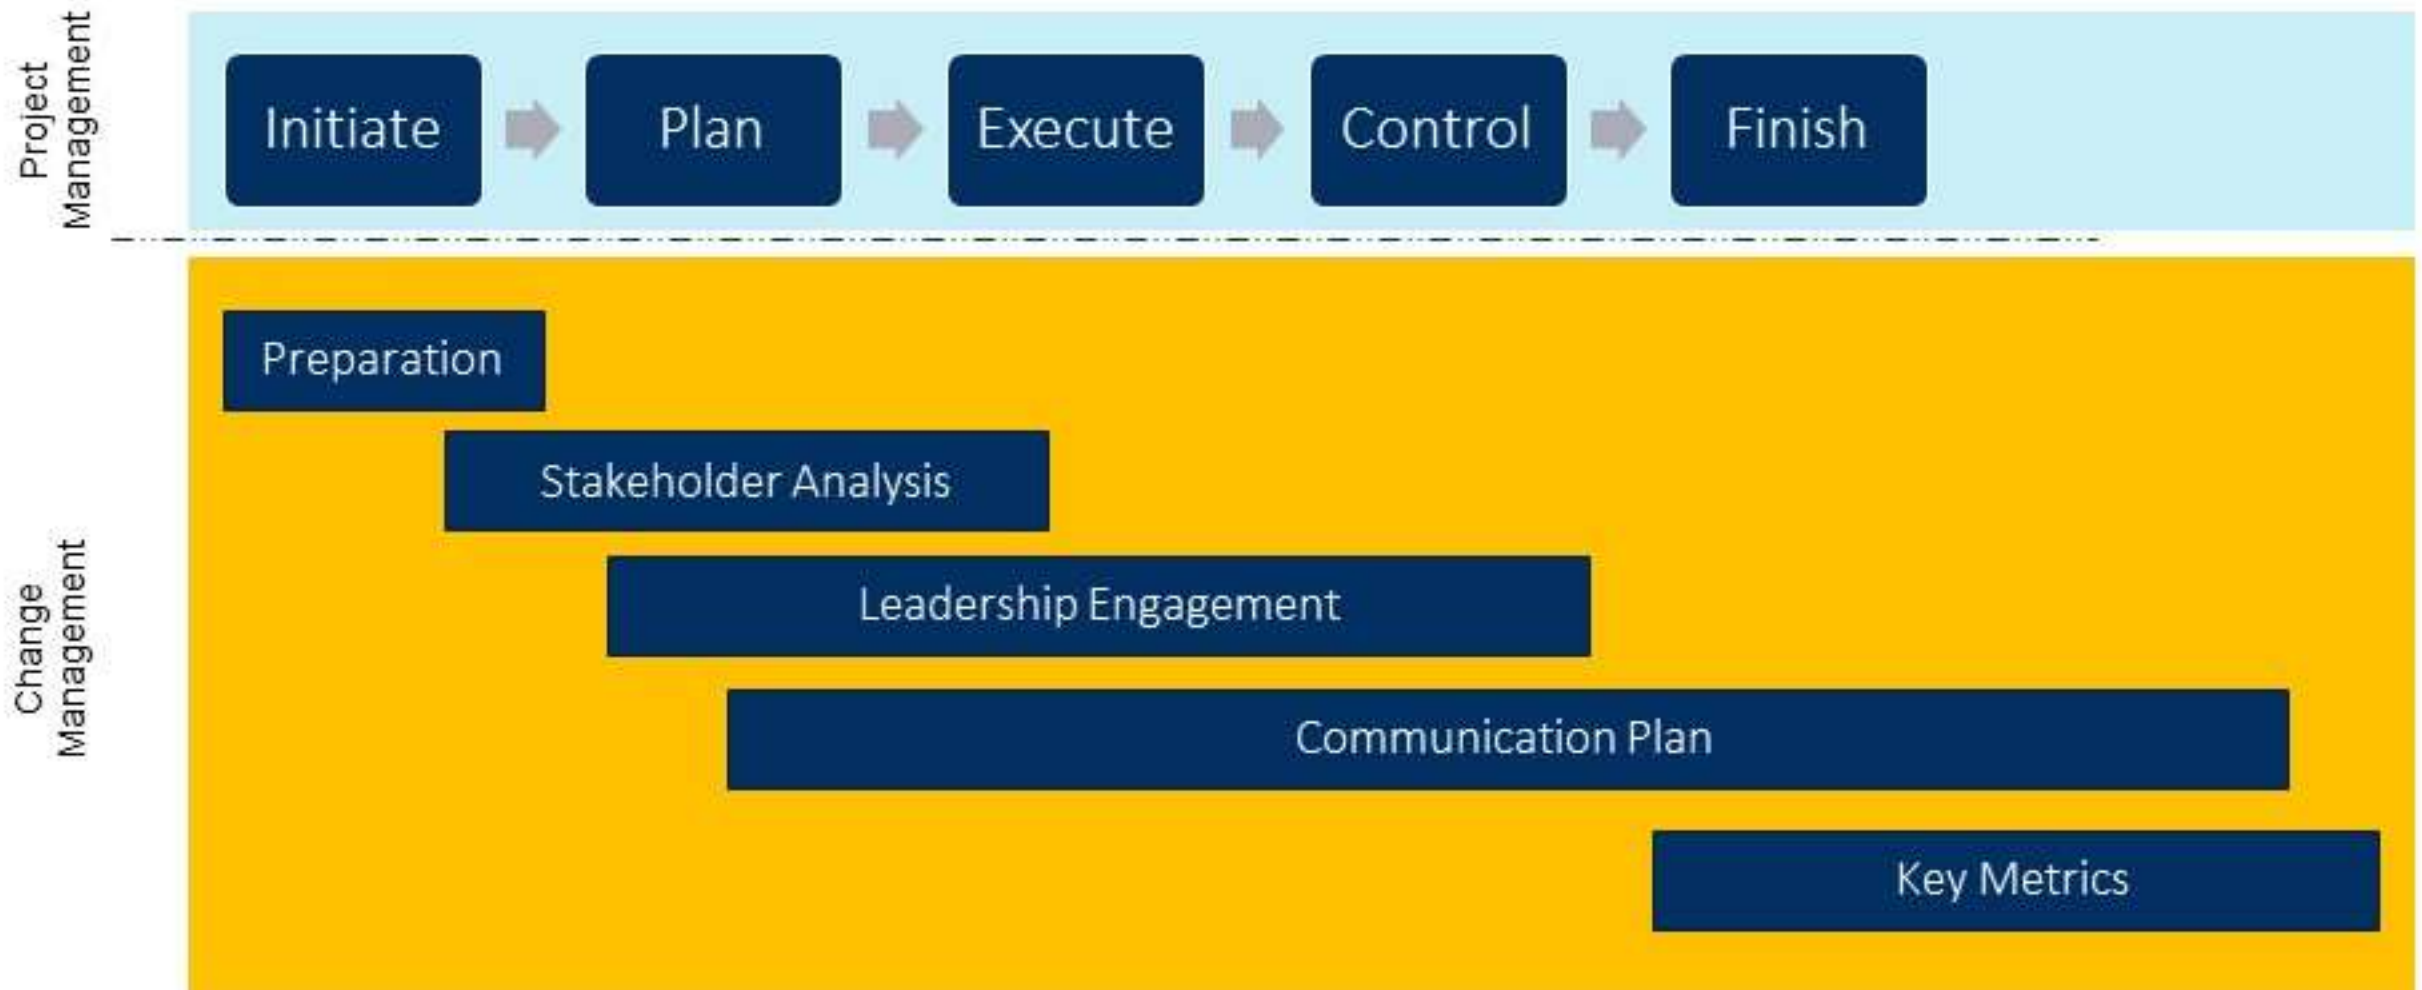 Project
Management
Initiate
Plan
Execute
Control
Finish
Change
Management
Preparation
Stakeholder Analysis
Leadership Engagement
Communication Plan
Key Metrics